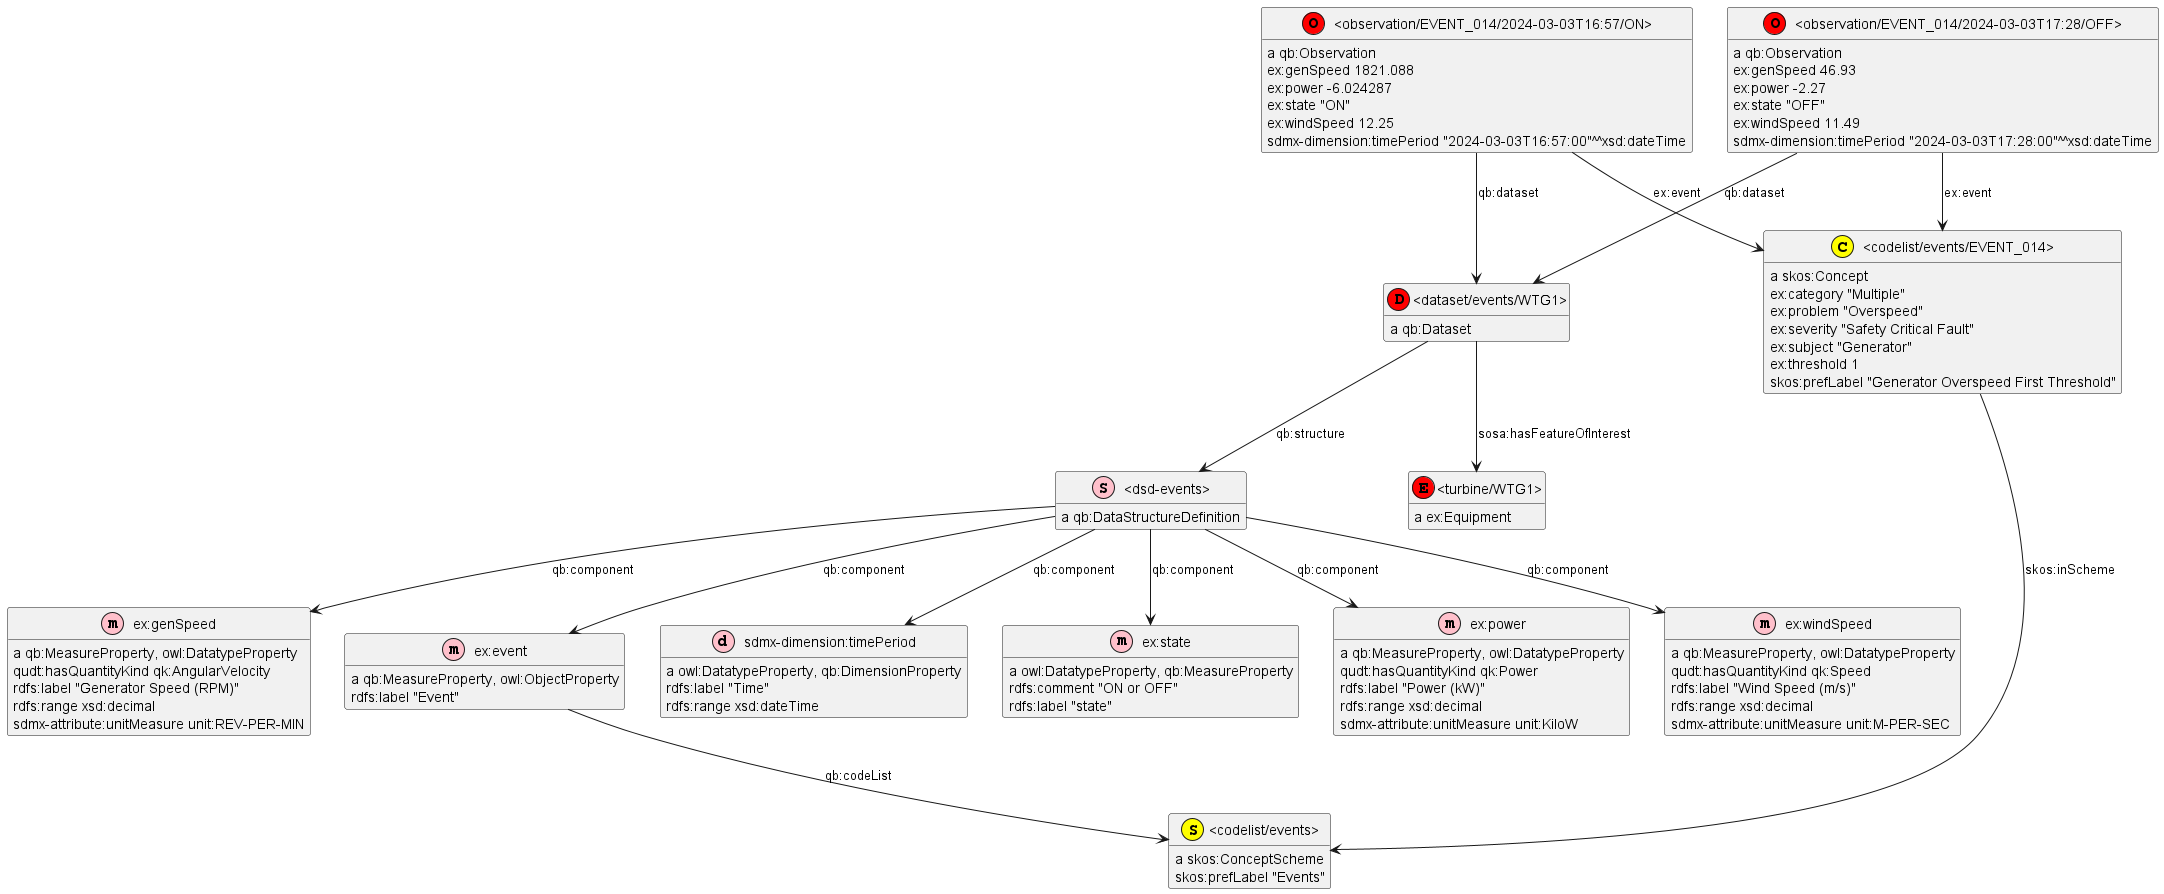 O <observation/EVENT_014/2024-03-03T16:57/ON>
a qb:Observation
ex:genSpeed 1821.088
ex:power -6.024287
ex:state "ON"
ex:windSpeed 12.25
sdmx-dimension:timePeriod "2024-03-03T16:57:00"^^xsd:dateTime
O <observation/EVENT_014/2024-03-03T17:28/OFF>
a qb:Observation
ex:genSpeed 46.93
ex:power -2.27
ex:state "OFF"
ex:windSpeed 11.49
sdmx-dimension:timePeriod "2024-03-03T17:28:00"^^xsd:dateTime
qb:dataset
ex:event
qb:dataset
ex:event
C <codelist/events/EVENT_014>
a skos:Concept
ex:category "Multiple"
ex:problem "Overspeed"
ex:severity "Safety Critical Fault"
ex:subject "Generator"
ex:threshold 1
skos:prefLabel "Generator Overspeed First Threshold"
D <dataset/events/WTG1>
a qb:Dataset
qb:structure
sosa:hasFeatureOfInterest
S <dsd-events>
a qb:DataStructureDefinition
E <turbine/WTG1>
a ex:Equipment
qb:component
qb:component
qb:component
qb:component
qb:component
qb:component
skos:inScheme
m ex:genSpeed
a qb:MeasureProperty, owl:DatatypeProperty
qudt:hasQuantityKind qk:AngularVelocity
rdfs:label "Generator Speed (RPM)"
rdfs:range xsd:decimal
sdmx-attribute:unitMeasure unit:REV-PER-MIN
m ex:event
a qb:MeasureProperty, owl:ObjectProperty
rdfs:label "Event"
d sdmx-dimension:timePeriod
a owl:DatatypeProperty, qb:DimensionProperty
rdfs:label "Time"
rdfs:range xsd:dateTime
m ex:state
a owl:DatatypeProperty, qb:MeasureProperty
rdfs:comment "ON or OFF"
rdfs:label "state"
m ex:power
a qb:MeasureProperty, owl:DatatypeProperty
qudt:hasQuantityKind qk:Power
rdfs:label "Power (kW)"
rdfs:range xsd:decimal
sdmx-attribute:unitMeasure unit:KiloW
m ex:windSpeed
a qb:MeasureProperty, owl:DatatypeProperty
qudt:hasQuantityKind qk:Speed
rdfs:label "Wind Speed (m/s)"
rdfs:range xsd:decimal
sdmx-attribute:unitMeasure unit:M-PER-SEC
qb:codeList
S <codelist/events>
a skos:ConceptScheme
skos:prefLabel "Events"